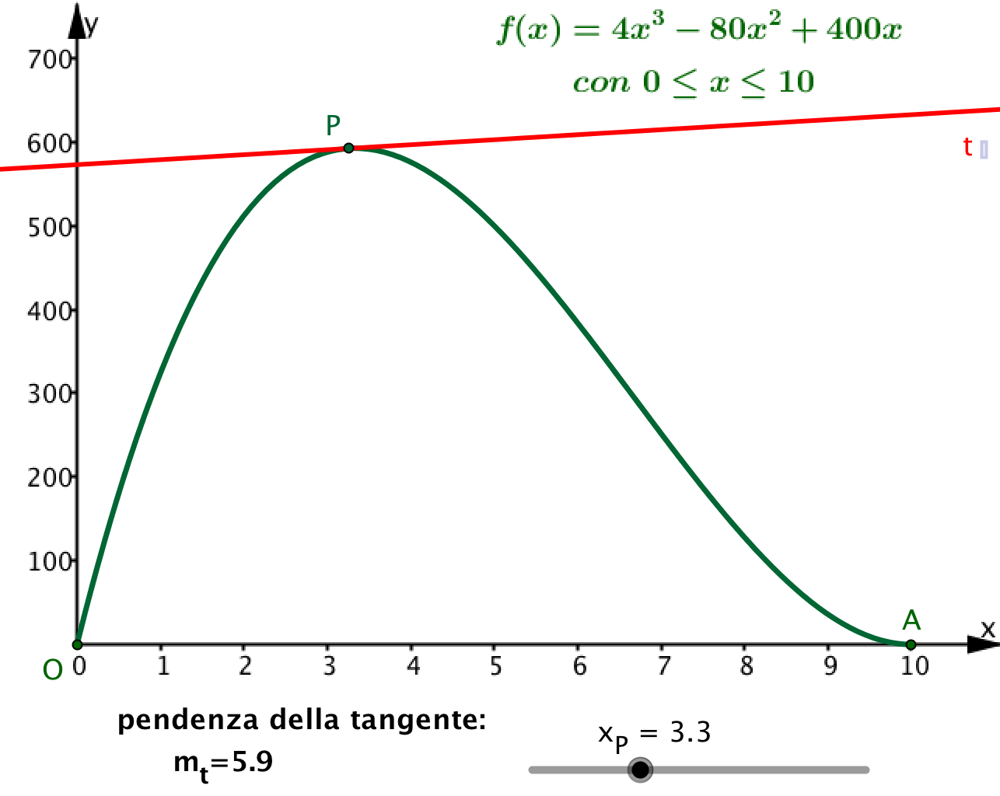 y
f(x) = 4x³ − 80x² + 400x
con 0 ≤ x ≤ 10
700
600
500
400
300
200
100
P
t
A
x
O
0 1 2 3 4 5 6 7 8 9 10
pendenza della tangente:
mₜ=5.9
x_P = 3.3